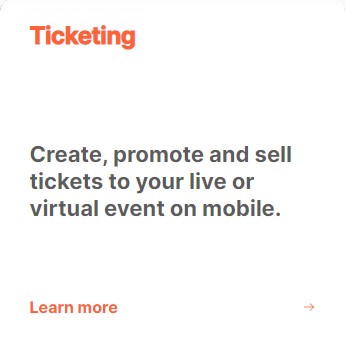 Ticketing
Create, promote and sell
tickets to your live or
virtual event on mobile.
Learn more →